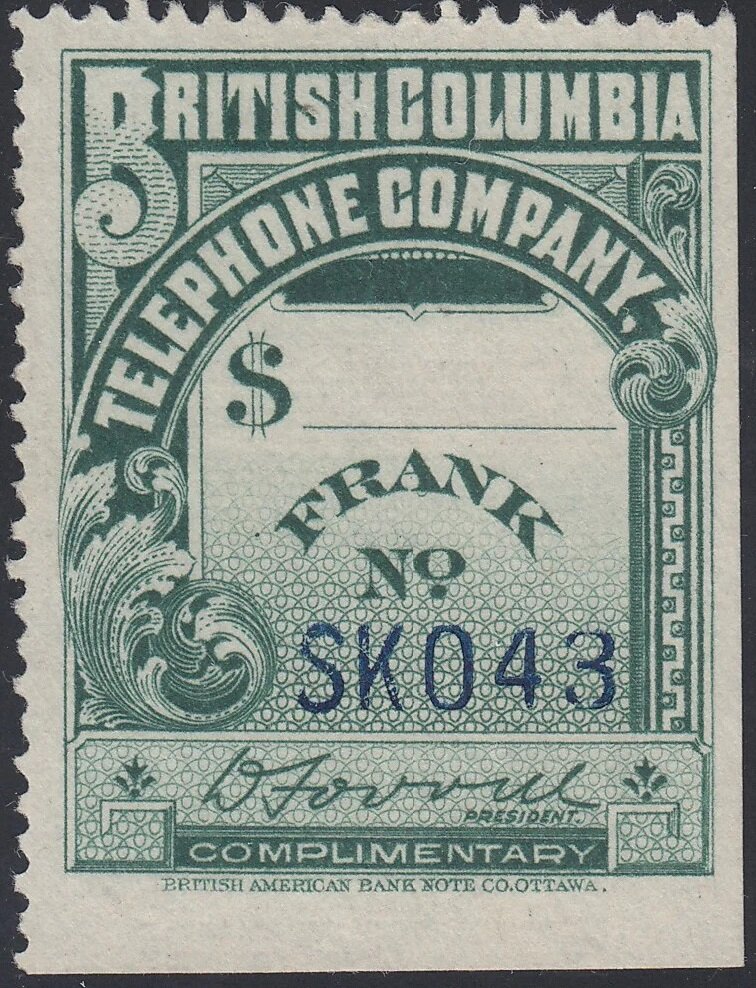 BRITISH COLUMBIA
TELEPHONE COMPANY,
$
FRANK
No
SK043
PRESIDENT.
COMPLIMENTARY
BRITISH AMERICAN BANK NOTE CO. OTTAWA.